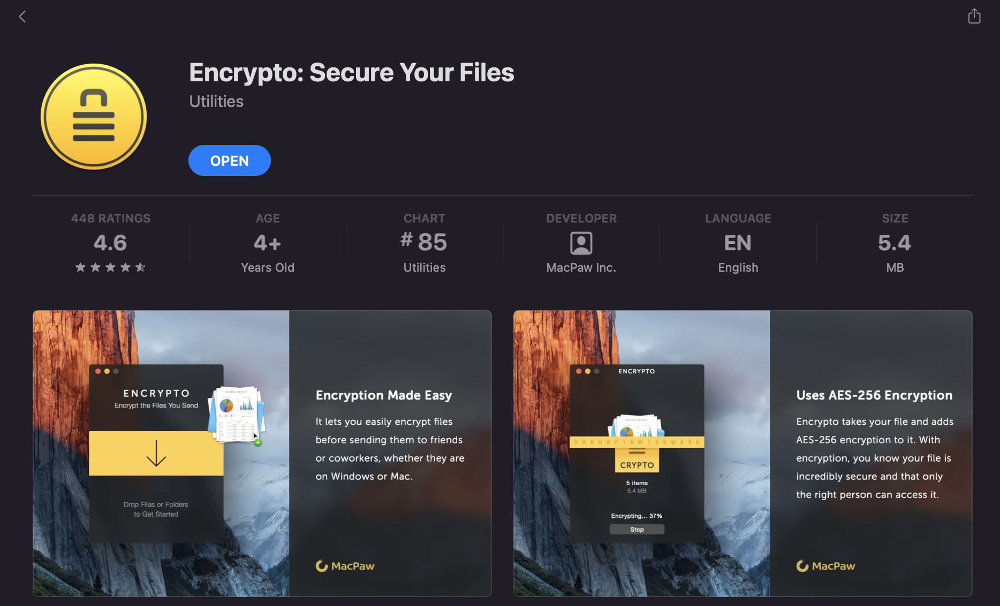 Encrypto: Secure Your Files
Utilities
OPEN
448 RATINGS
4.6
AGE
4+
Years Old
CHART
# 85
Utilities
DEVELOPER
MacPaw Inc.
LANGUAGE
EN
English
SIZE
5.4
MB
ENCRYPTO
Encrypt the Files You Send
MONTHLY BUDGET
Drop Files or Folders
to Get Started
Encryption Made Easy
It lets you easily encrypt files
before sending them to friends
or coworkers, whether they are
on Windows or Mac.
MacPaw
ENCRYPTO
MONTHLY BUDGET
CRYPTO
5 items
5.4 MB
Encrypting... 37%
Stop
Uses AES-256 Encryption
Encrypto takes your file and adds
AES-256 encryption to it. With
encryption, you know your file is
incredibly secure and that only
the right person can access it.
MacPaw